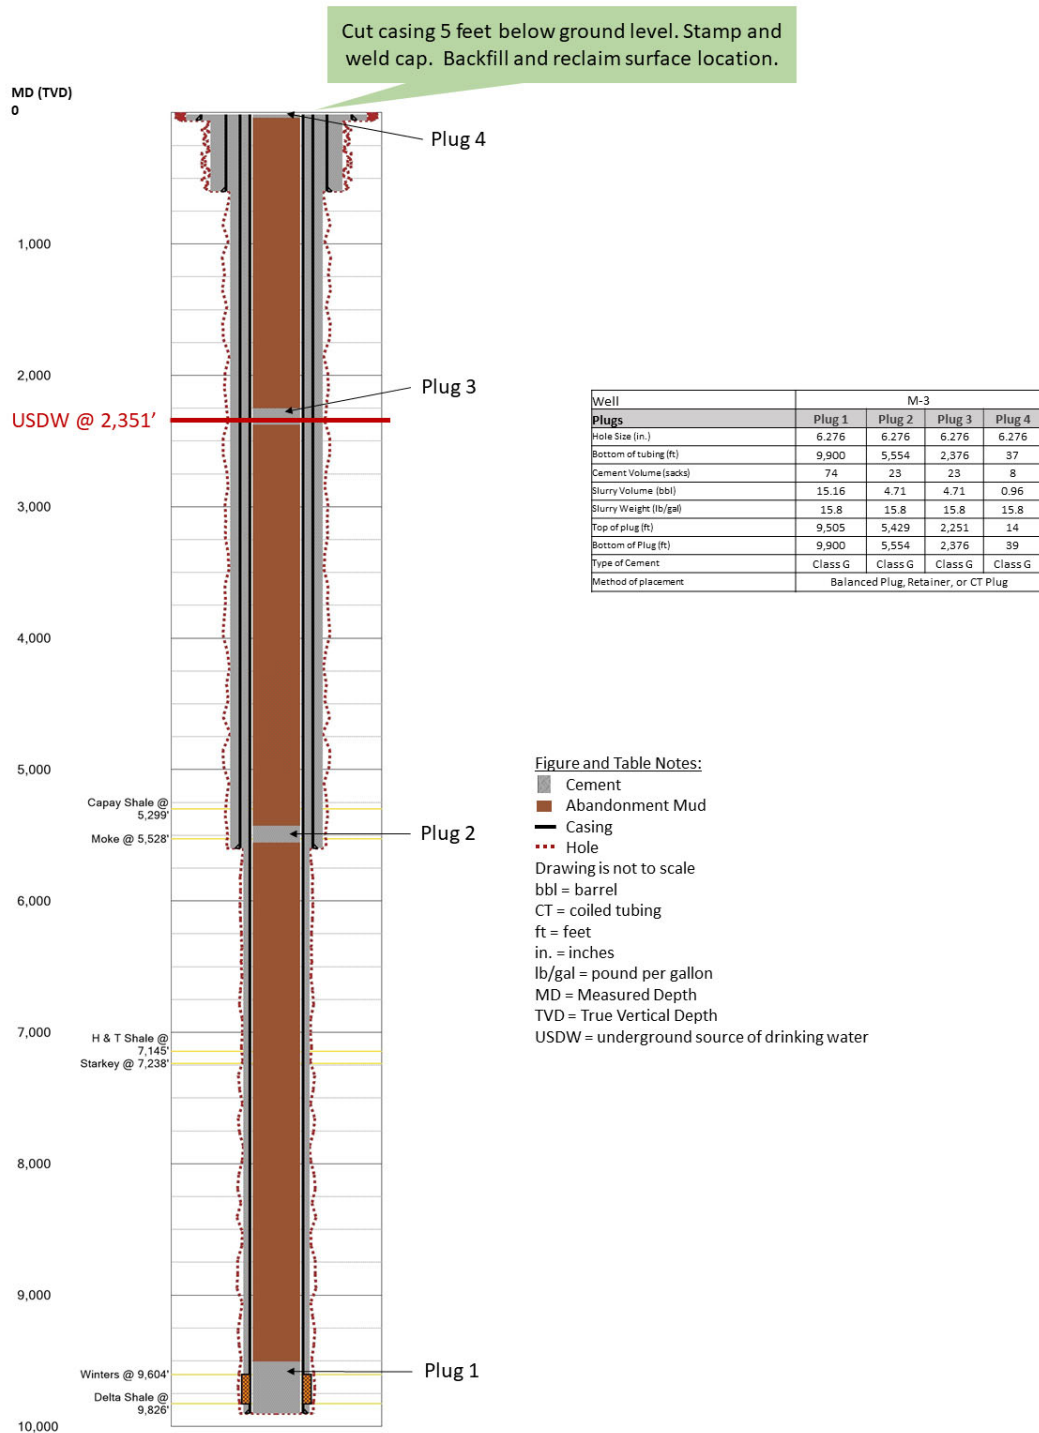 Cut casing 5 feet below ground level. Stamp and
weld cap.  Backfill and reclaim surface location.
MD (TVD)
0
Plug 4
1,000
2,000
Plug 3
USDW @ 2,351’
3,000
4,000
5,000
Capay Shale @
5,299'
Moke @ 5,528'
Plug 2
6,000
7,000
H & T Shale @
7,145'
Starkey @ 7,238'
8,000
9,000
Winters @ 9,604'
Plug 1
Delta Shale @
9,826'
10,000
Well M-3
Plugs Plug 1 Plug 2 Plug 3 Plug 4
Hole Size (in.) 6.276 6.276 6.276 6.276
Bottom of tubing (ft) 9,900 5,554 2,376 37
Cement Volume (sacks) 74 23 23 8
Slurry Volume (bbl) 15.16 4.71 4.71 0.96
Slurry Weight (lb/gal) 15.8 15.8 15.8 15.8
Top of plug (ft) 9,505 5,429 2,251 14
Bottom of Plug (ft) 9,900 5,554 2,376 39
Type of Cement Class G Class G Class G Class G
Method of placement Balanced Plug, Retainer, or CT Plug
Figure and Table Notes:
Cement
Abandonment Mud
Casing
Hole
Drawing is not to scale
bbl = barrel
CT = coiled tubing
ft = feet
in. = inches
lb/gal = pound per gallon
MD = Measured Depth
TVD = True Vertical Depth
USDW = underground source of drinking water